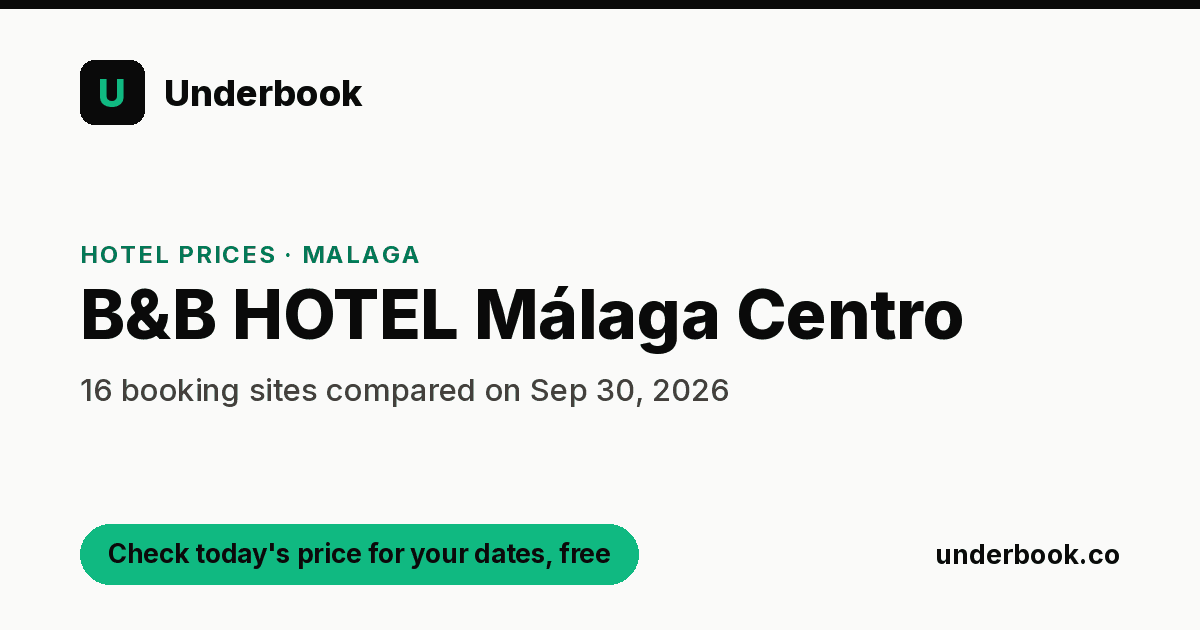 U Underbook
HOTEL PRICES · MALAGA
B&B HOTEL Málaga Centro
16 booking sites compared on Sep 30, 2026
Check today's price for your dates, free
underbook.co